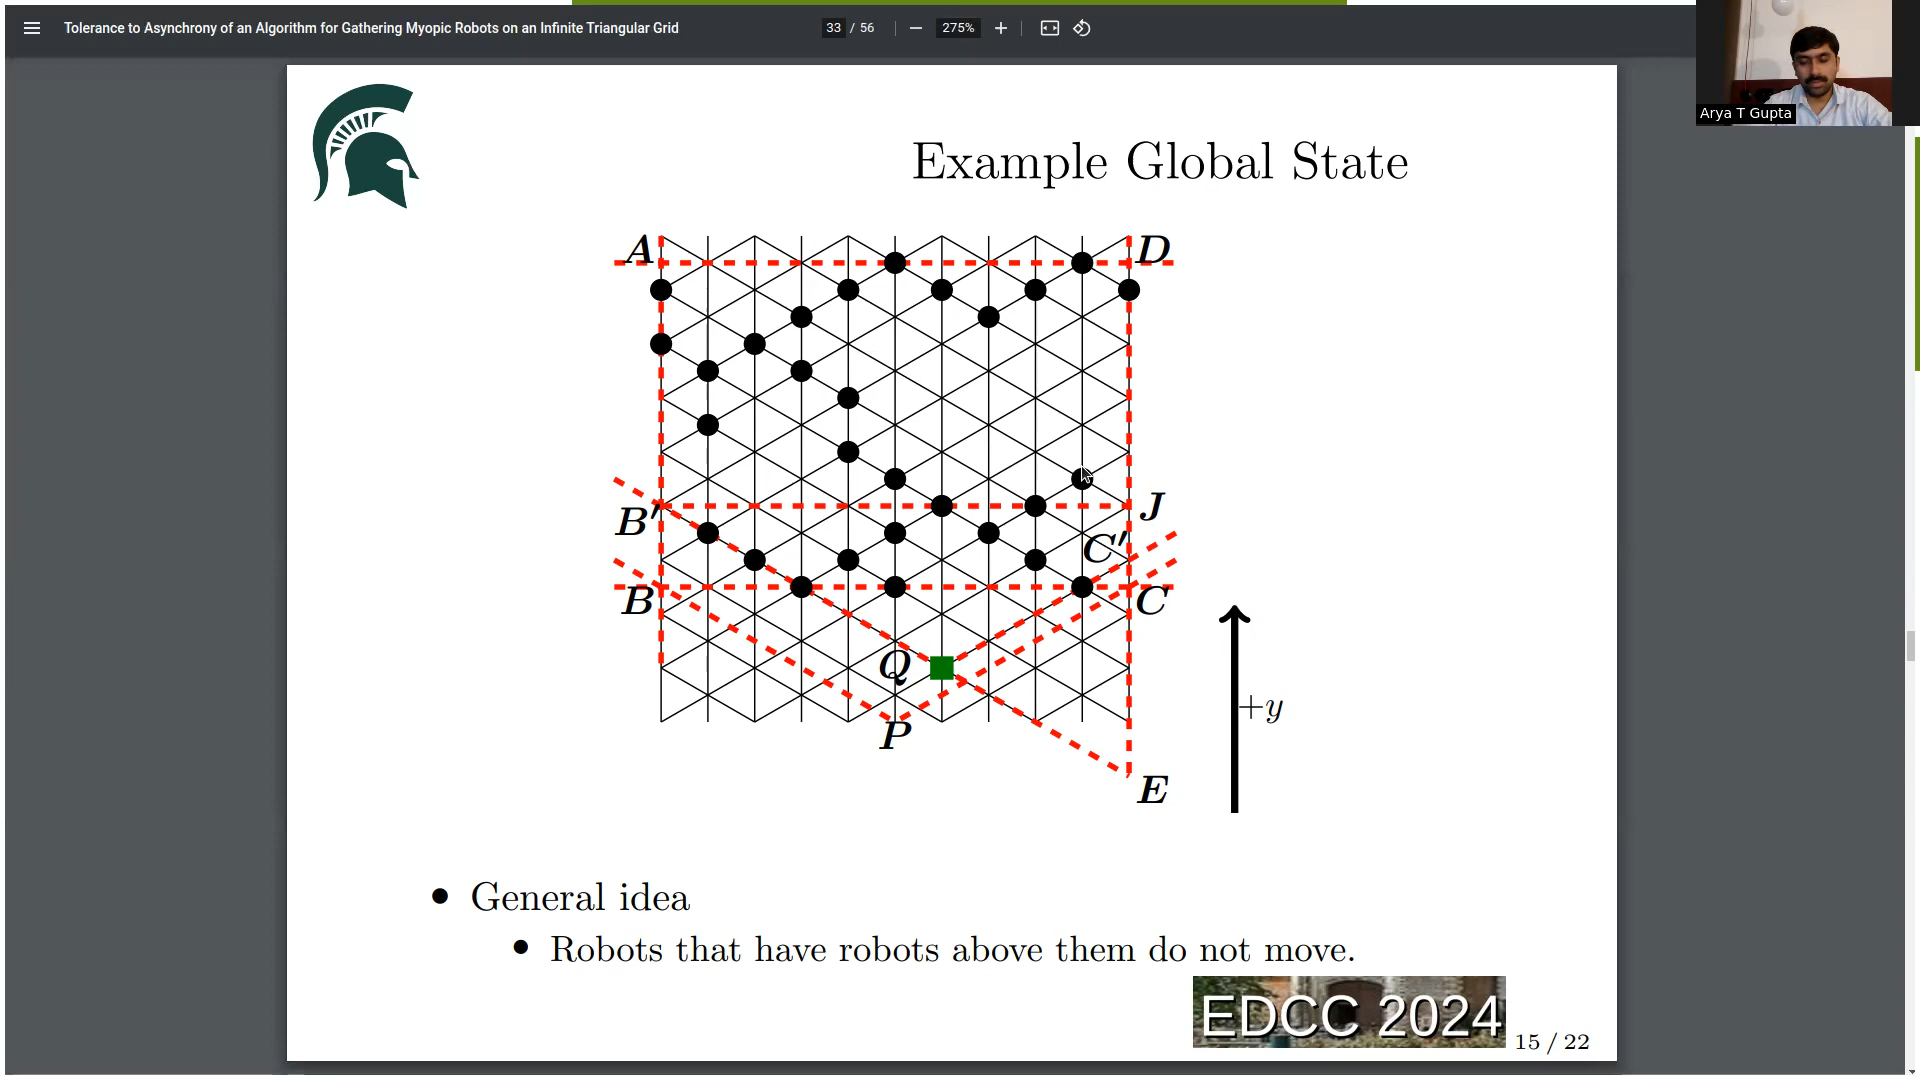 Tolerance to Asynchrony of an Algorithm for Gathering Myopic Robots on an Infinite Triangular Grid
33 / 56
275%
Arya T Gupta
Example Global State
A
D
B′
J
C′
B
C
Q
P
+y
E
General idea
Robots that have robots above them do not move.
EDCC 2024
15 / 22